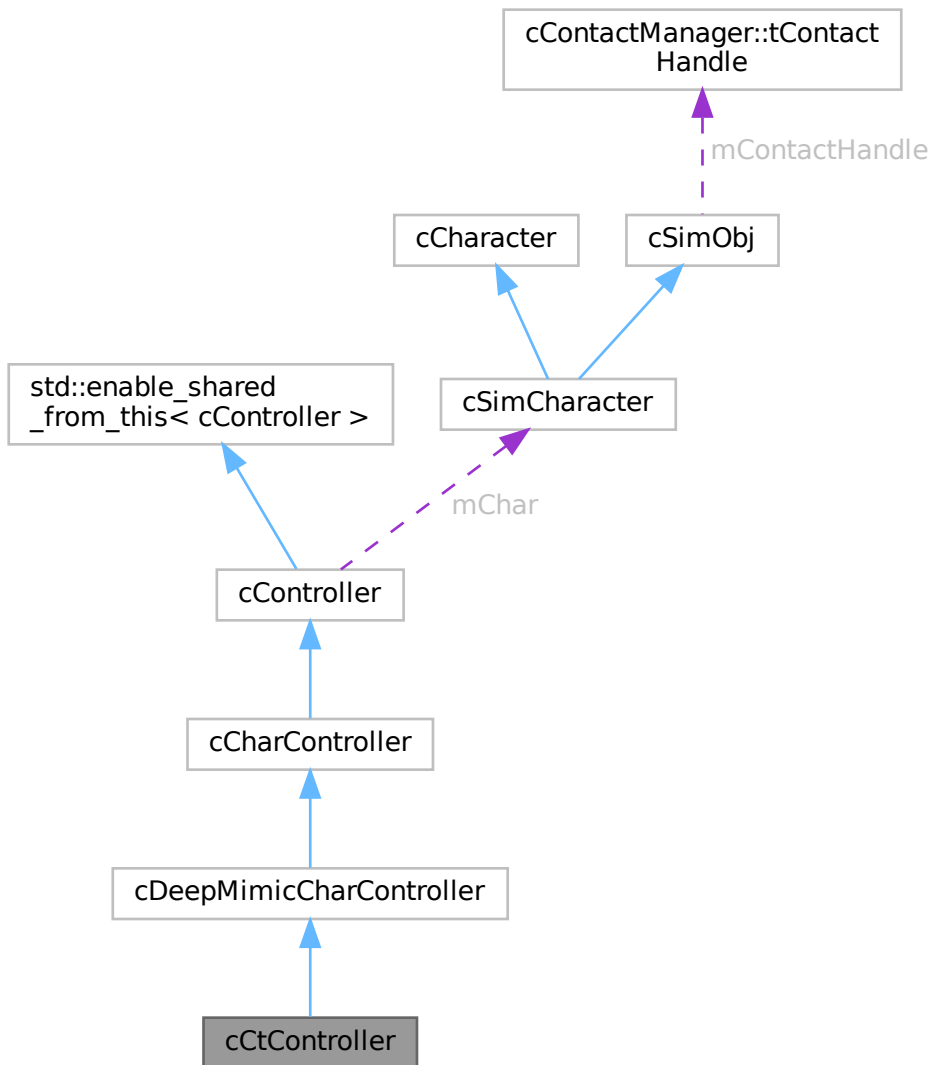 cContactManager::tContact
Handle
mContactHandle
cCharacter
cSimObj
std::enable_shared
_from_this< cController >
cSimCharacter
mChar
cController
cCharController
cDeepMimicCharController
cCtController